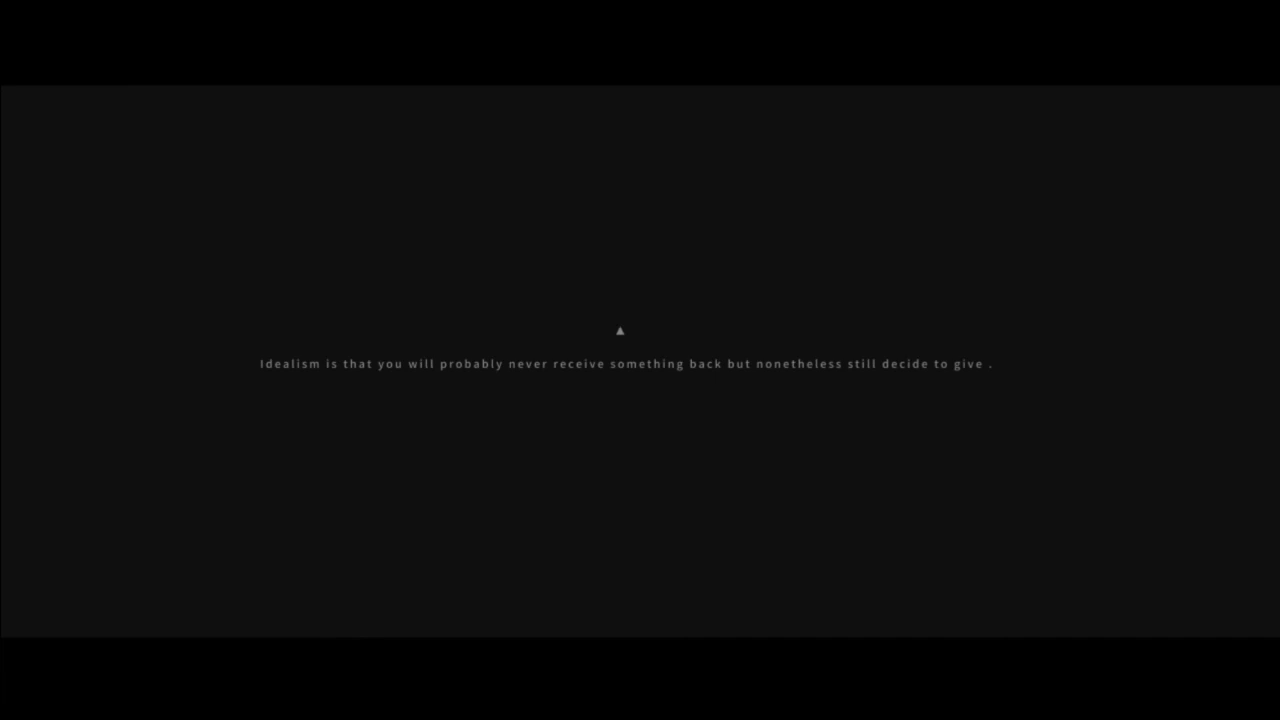 Idealism is that you will probably never receive something back but nonetheless still decide to give .